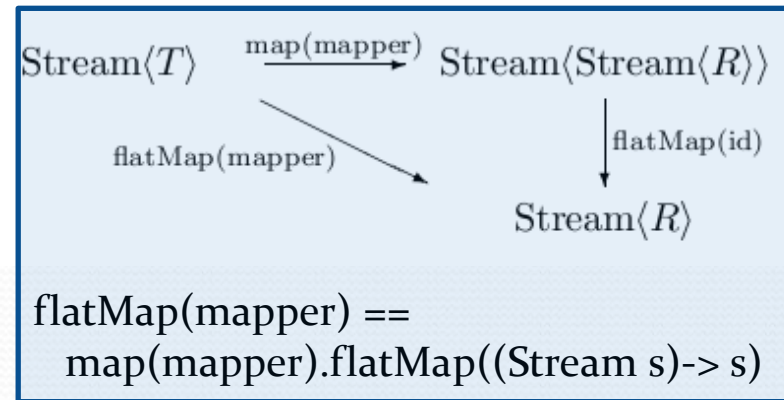 Stream⟨T⟩ map(mapper) Stream⟨Stream⟨R⟩⟩
flatMap(mapper) flatMap(id)
Stream⟨R⟩
flatMap(mapper) ==
map(mapper).flatMap((Stream s)-> s)